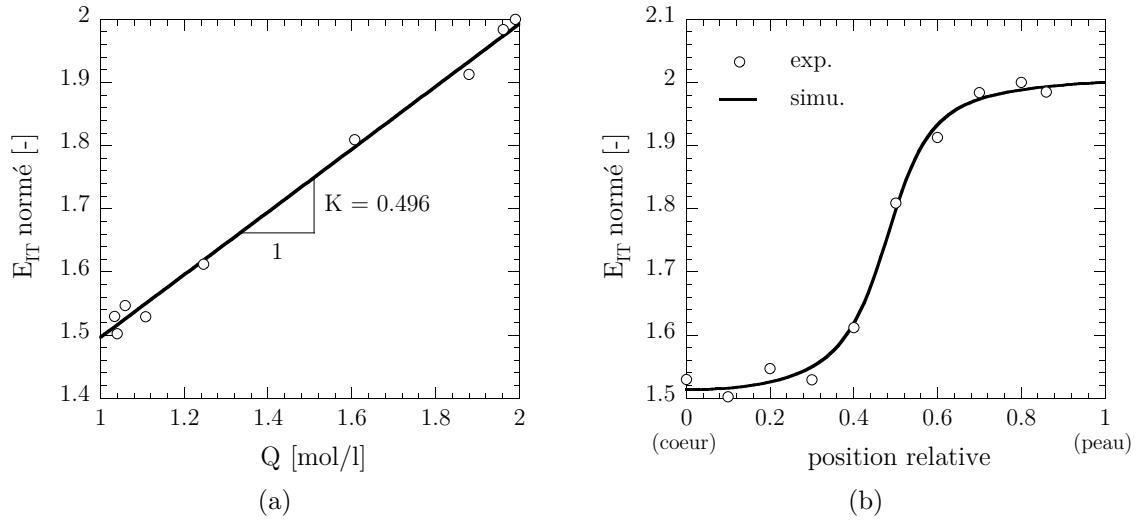 2
1.9
1.8
1.7
1.6
1.5
1.4
E_IT normé [-]
K = 0.496
1
1 1.2 1.4 1.6 1.8 2
Q [mol/l]
(a)
2.1
2
1.9
1.8
1.7
1.6
1.5
E_IT normé [-]
exp.
simu.
0 0.2 0.4 0.6 0.8 1
(coeur) (peau)
position relative
(b)